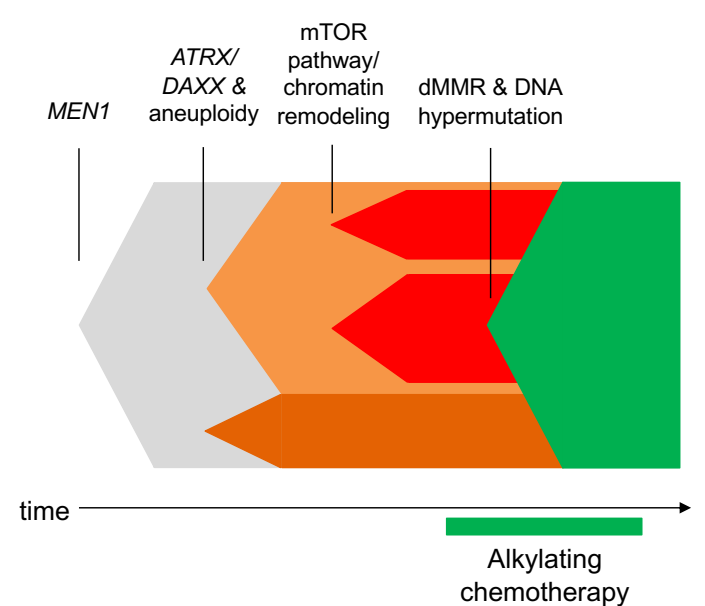 MEN1
ATRX/
DAXX &
aneuploidy
mTOR
pathway/
chromatin
remodeling
dMMR & DNA
hypermutation
time
Alkylating
chemotherapy